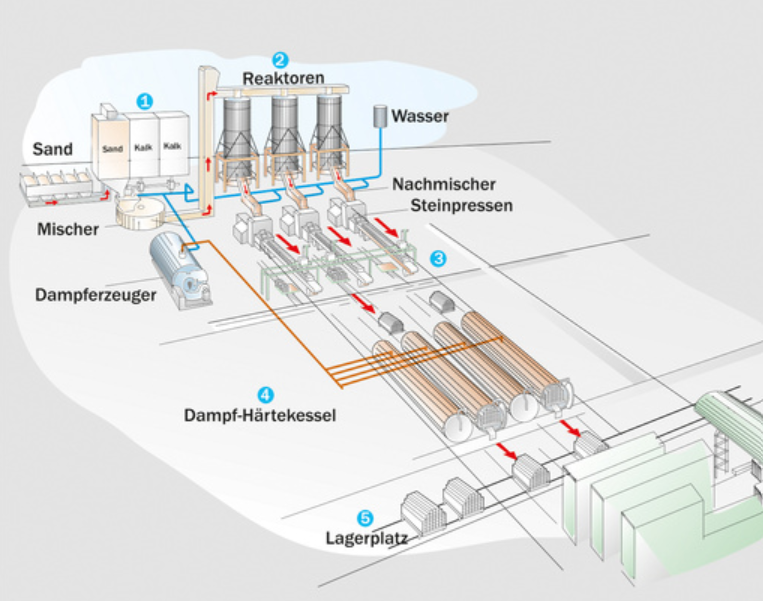 2
Reaktoren
1
Wasser
Sand
Sand
Kalk
Kalk
Nachmischer
Steinpressen
Mischer
3
Dampferzeuger
4
Dampf-Härtekessel
5
Lagerplatz